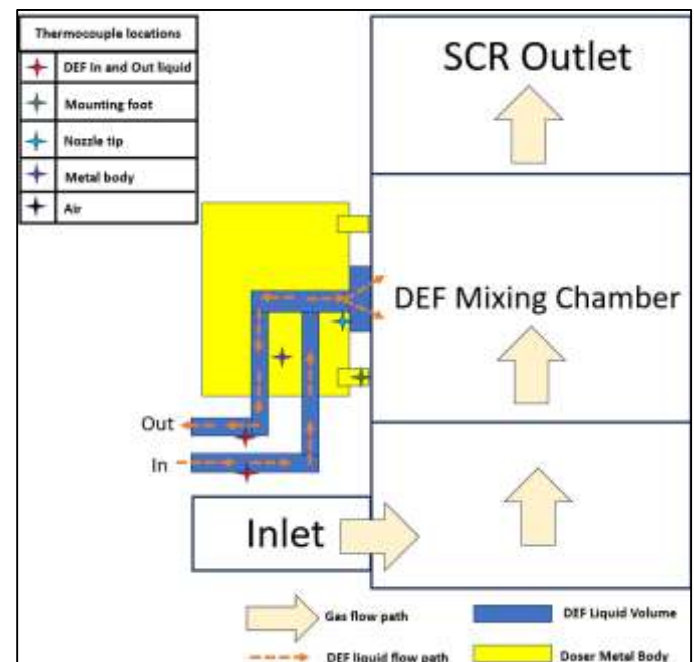 Thermocouple locations
DEF In and Out liquid
Mounting foot
Nozzle tip
Metal body
Air
SCR Outlet
DEF Mixing Chamber
Out
In
Inlet
Gas flow path
DEF Liquid Volume
DEF liquid flow path
Doser Metal Body